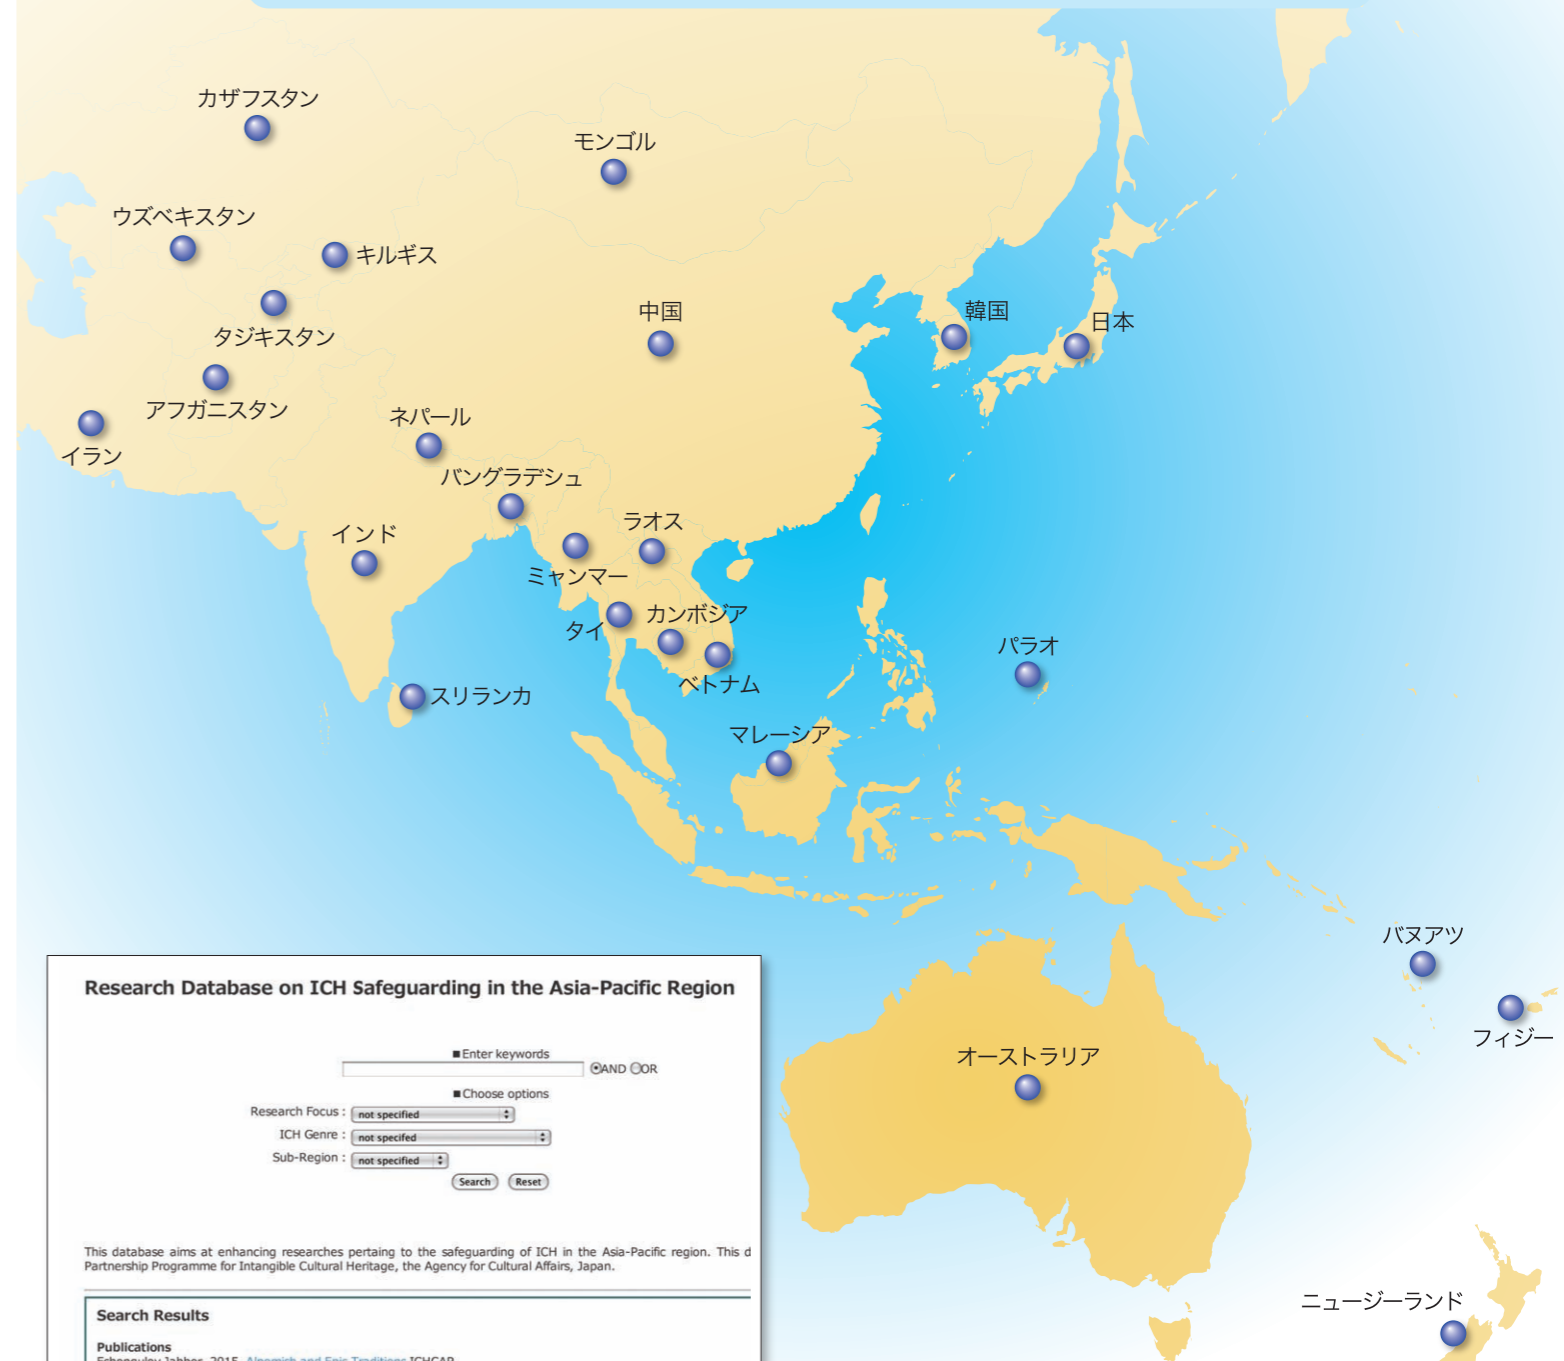 カザフスタン
モンゴル
ウズベキスタン
キルギス
タジキスタン
中国
韓国
日本
アフガニスタン
ネパール
イラン
バングラデシュ
インド
ラオス
ミャンマー
カンボジア
タイ
パラオ
ベトナム
スリランカ
マレーシア
バヌアツ
フィジー
オーストラリア
ニュージーランド
Research Database on ICH Safeguarding in the Asia-Pacific Region
■Enter keywords
AND OR
■Choose options
Research Focus : not specified
ICH Genre : not specifed
Sub-Region : not specified
Search Reset
This database aims at enhancing researches pertaing to the safeguarding of ICH in the Asia-Pacific region. This d
Partnership Programme for Intangible Cultural Heritage, the Agency for Cultural Affairs, Japan.
Search Results
Publications
Jabbor, 2015, Alpomish and Epic Traditions ICHCAP